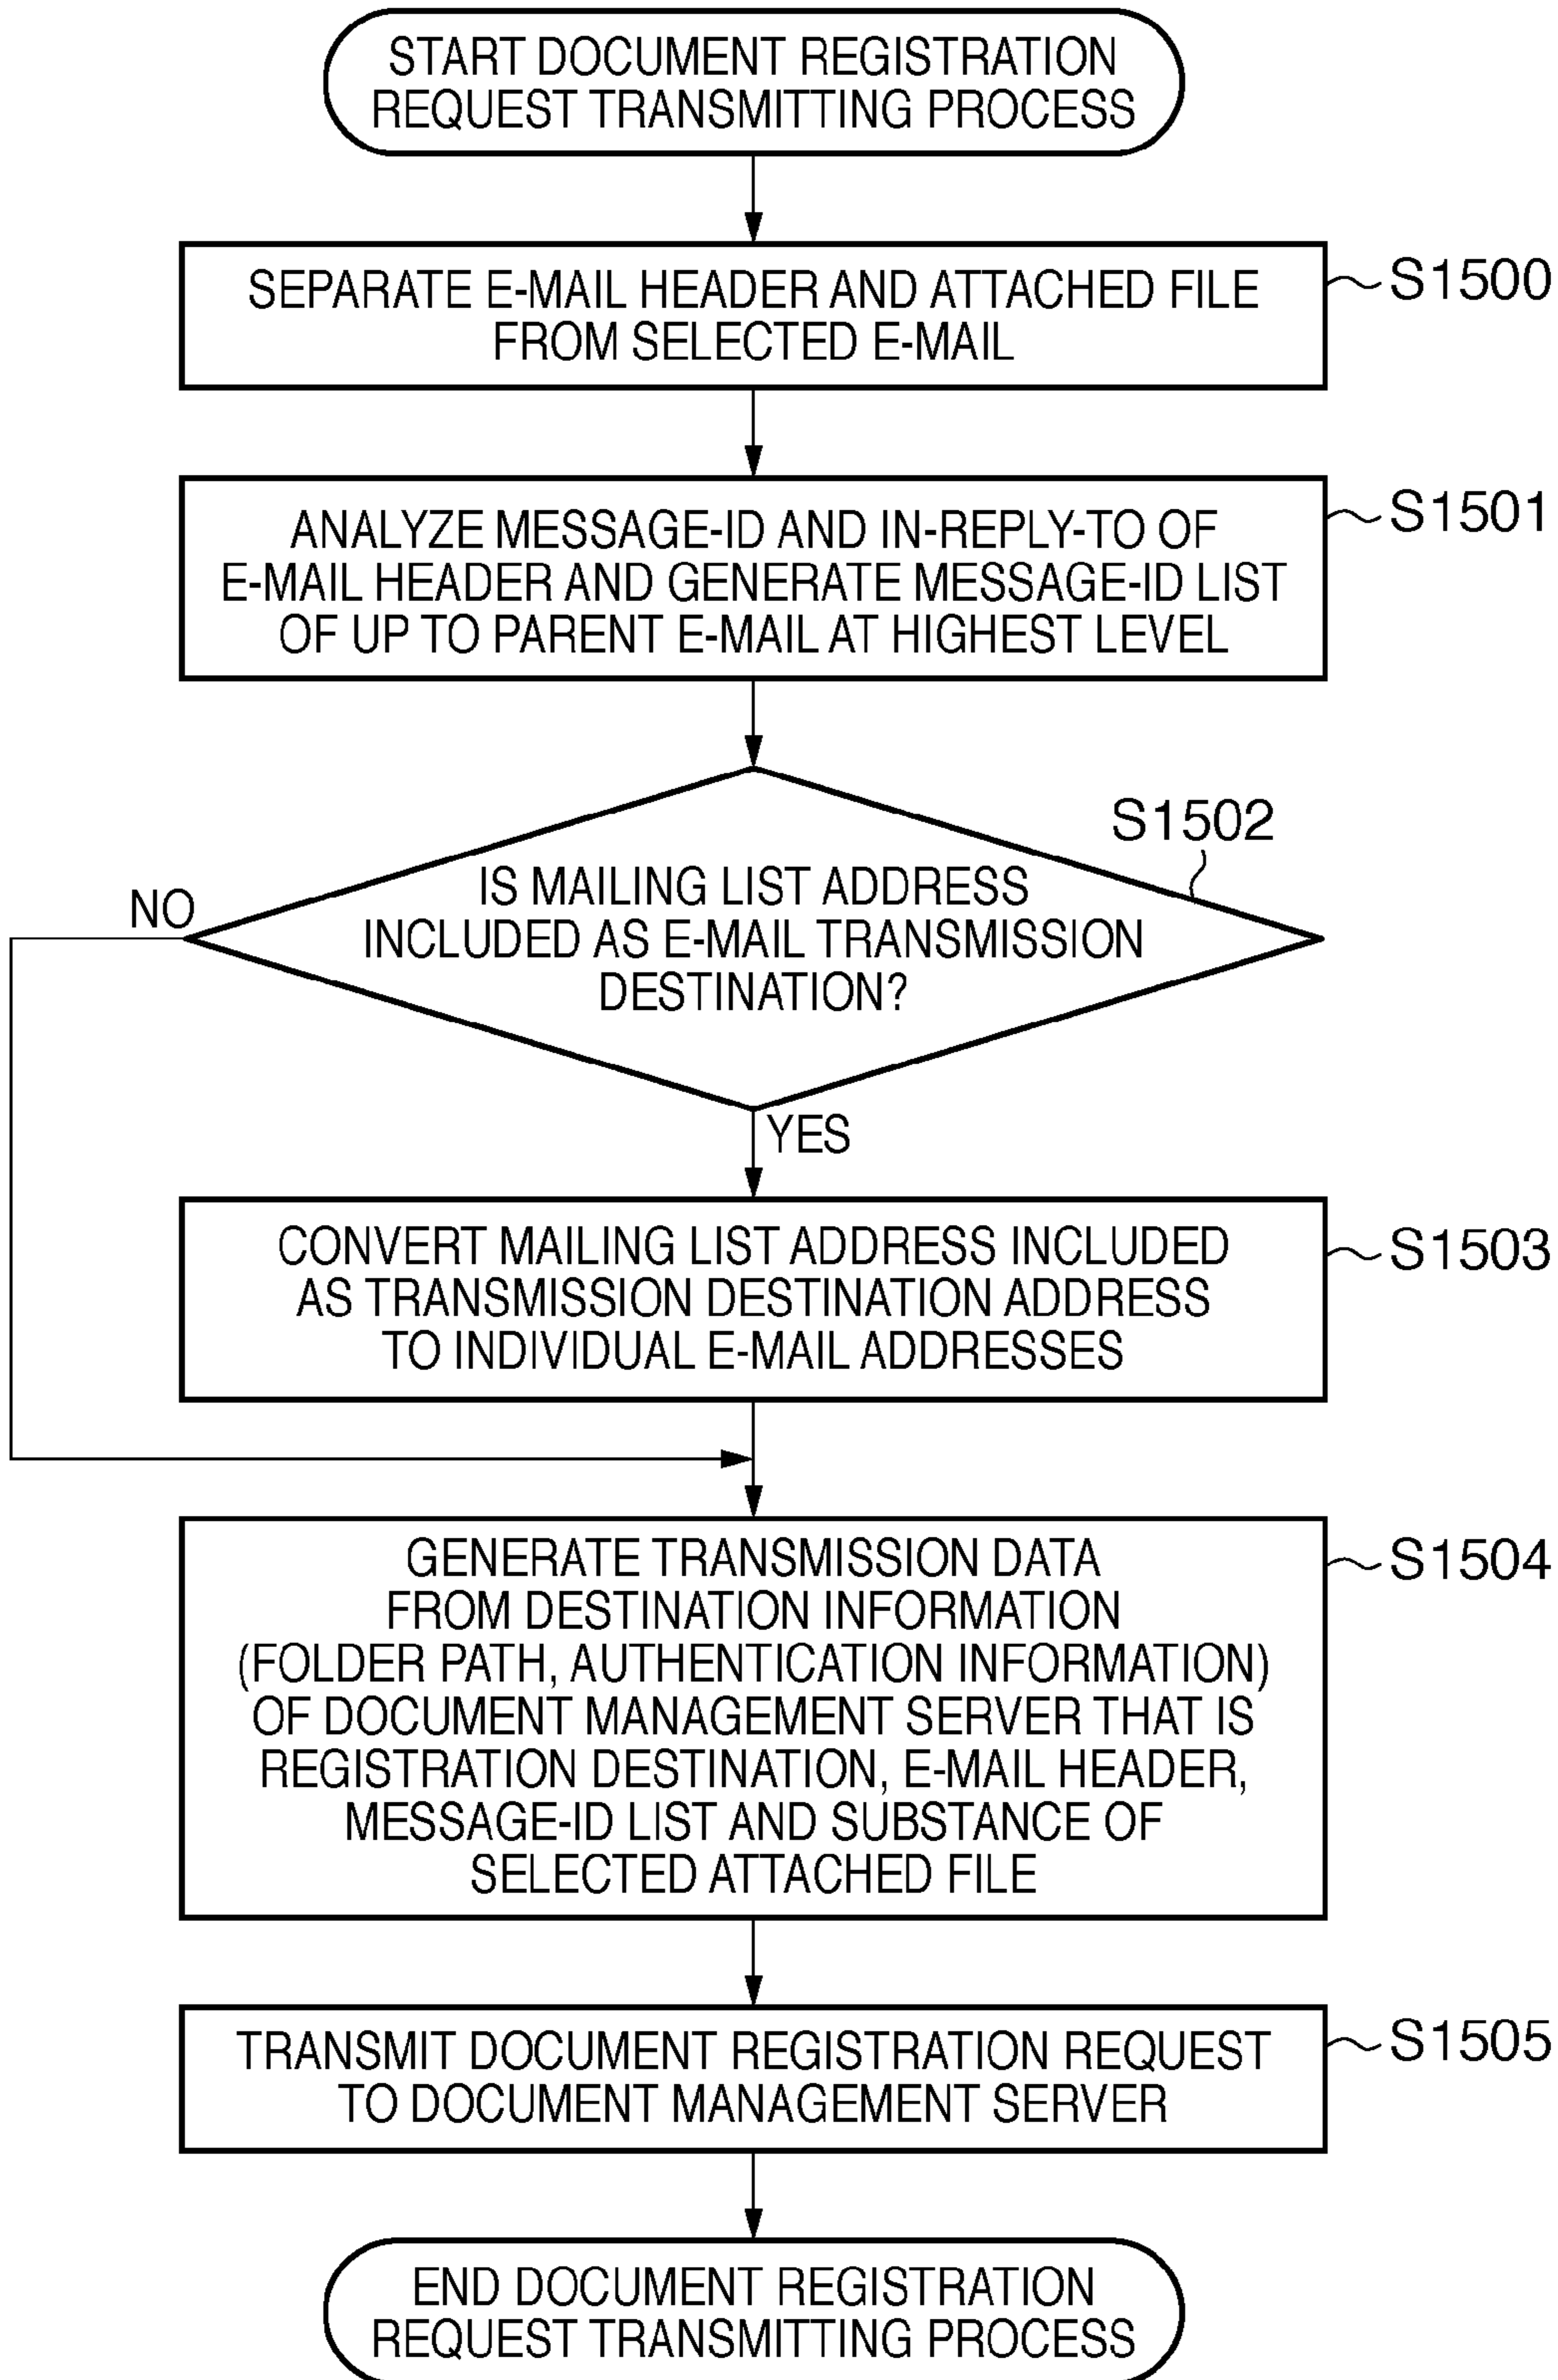 START DOCUMENT REGISTRATION
REQUEST TRANSMITTING PROCESS
SEPARATE E-MAIL HEADER AND ATTACHED FILE
FROM SELECTED E-MAIL
S1500
ANALYZE MESSAGE-ID AND IN-REPLY-TO OF
E-MAIL HEADER AND GENERATE MESSAGE-ID LIST
OF UP TO PARENT E-MAIL AT HIGHEST LEVEL
S1501
S1502
IS MAILING LIST ADDRESS
INCLUDED AS E-MAIL TRANSMISSION
DESTINATION?
NO
YES
CONVERT MAILING LIST ADDRESS INCLUDED
AS TRANSMISSION DESTINATION ADDRESS
TO INDIVIDUAL E-MAIL ADDRESSES
S1503
GENERATE TRANSMISSION DATA
FROM DESTINATION INFORMATION
(FOLDER PATH, AUTHENTICATION INFORMATION)
OF DOCUMENT MANAGEMENT SERVER THAT IS
REGISTRATION DESTINATION, E-MAIL HEADER,
MESSAGE-ID LIST AND SUBSTANCE OF
SELECTED ATTACHED FILE
S1504
TRANSMIT DOCUMENT REGISTRATION REQUEST
TO DOCUMENT MANAGEMENT SERVER
S1505
END DOCUMENT REGISTRATION
REQUEST TRANSMITTING PROCESS